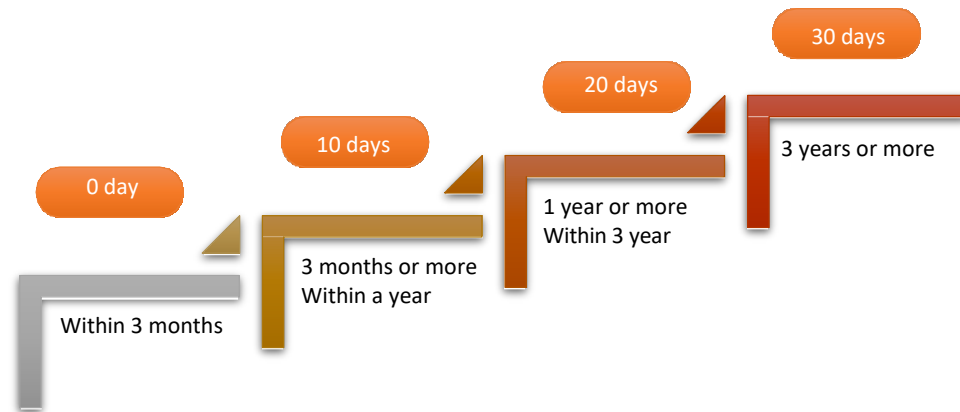 0 day
Within 3 months
10 days
3 months or more
Within a year
20 days
1 year or more
Within 3 year
30 days
3 years or more